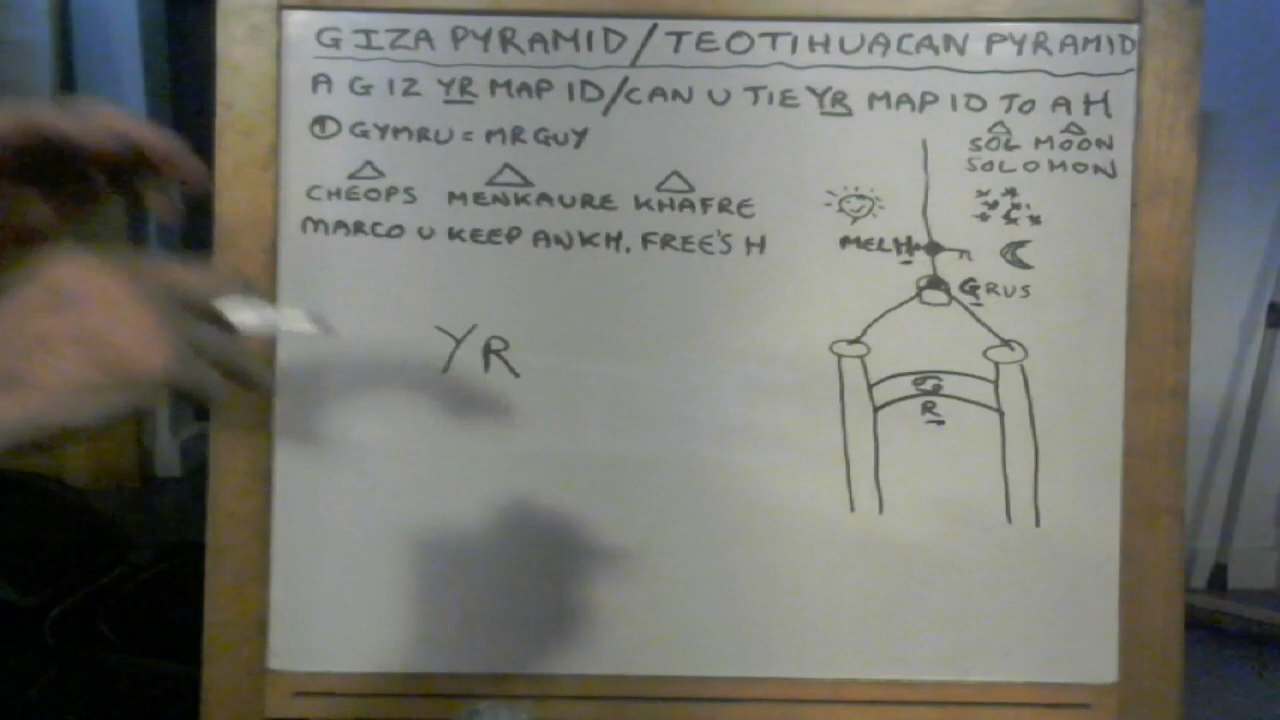 GIZA PYRAMID/TEOTIHUACAN PYRAMID
A G IZ YR MAP ID/CAN U TIE YR MAP ID TO A H
① GYMRU = MR GUY
SOL MOON
SOLOMON
CHEOPS MENKAURE KHAFRE
MARCO U KEEP ANKH, FREE'S H
MELH
GRUS
YR
R